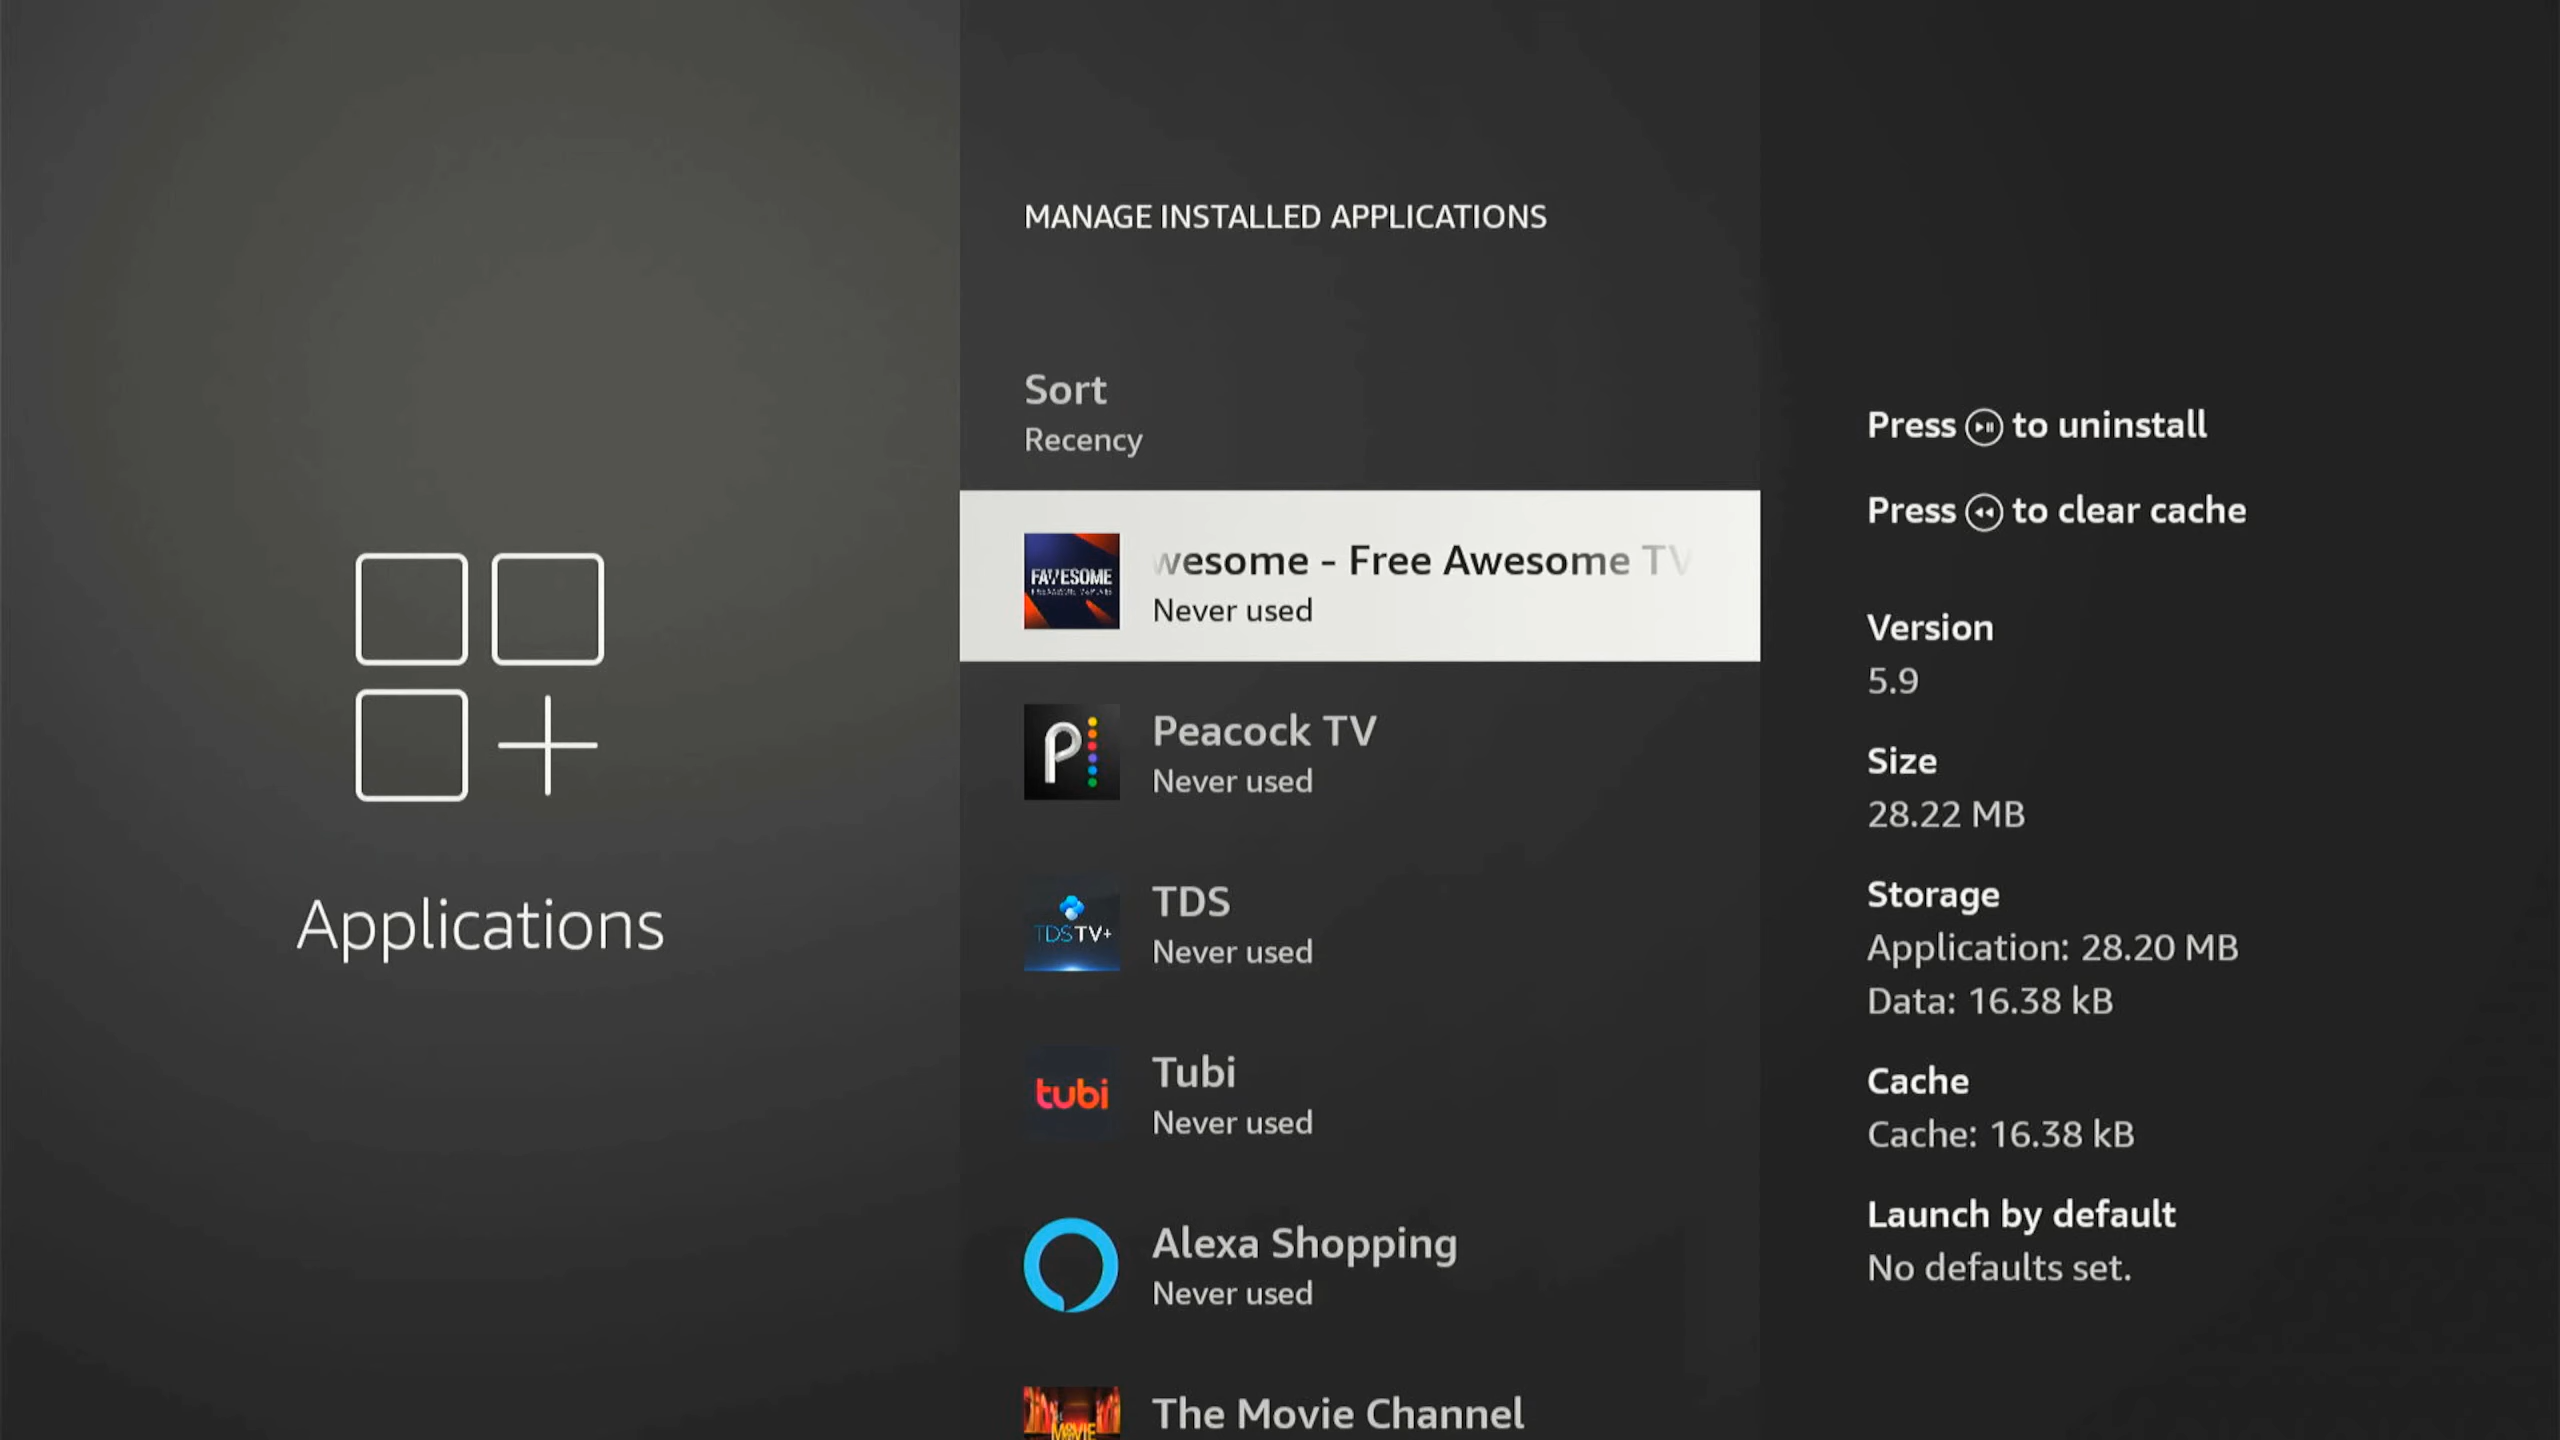 Applications
MANAGE INSTALLED APPLICATIONS
Sort
Recency
FAWESOME
wesome - Free Awesome TV
Never used
Peacock TV
Never used
TDS TV+
TDS
Never used
tubi
Tubi
Never used
Alexa Shopping
Never used
THE
MOVIE
The Movie Channel
Press to uninstall
Press to clear cache
Version
5.9
Size
28.22 MB
Storage
Application: 28.20 MB
Data: 16.38 kB
Cache
Cache: 16.38 kB
Launch by default
No defaults set.